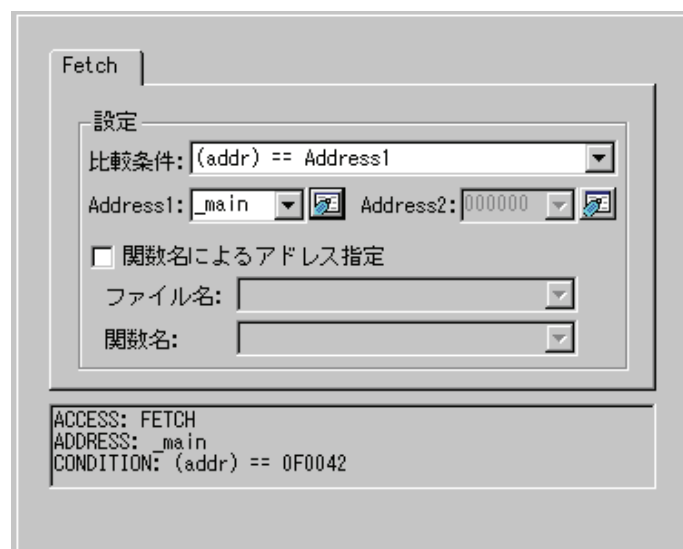 Fetch
設定
比較条件: (addr) == Address1
Address1: _main Address2: 000000
関数名によるアドレス指定
ファイル名:
関数名:
ACCESS: FETCH
ADDRESS: _main
CONDITION: (addr) == 0F0042